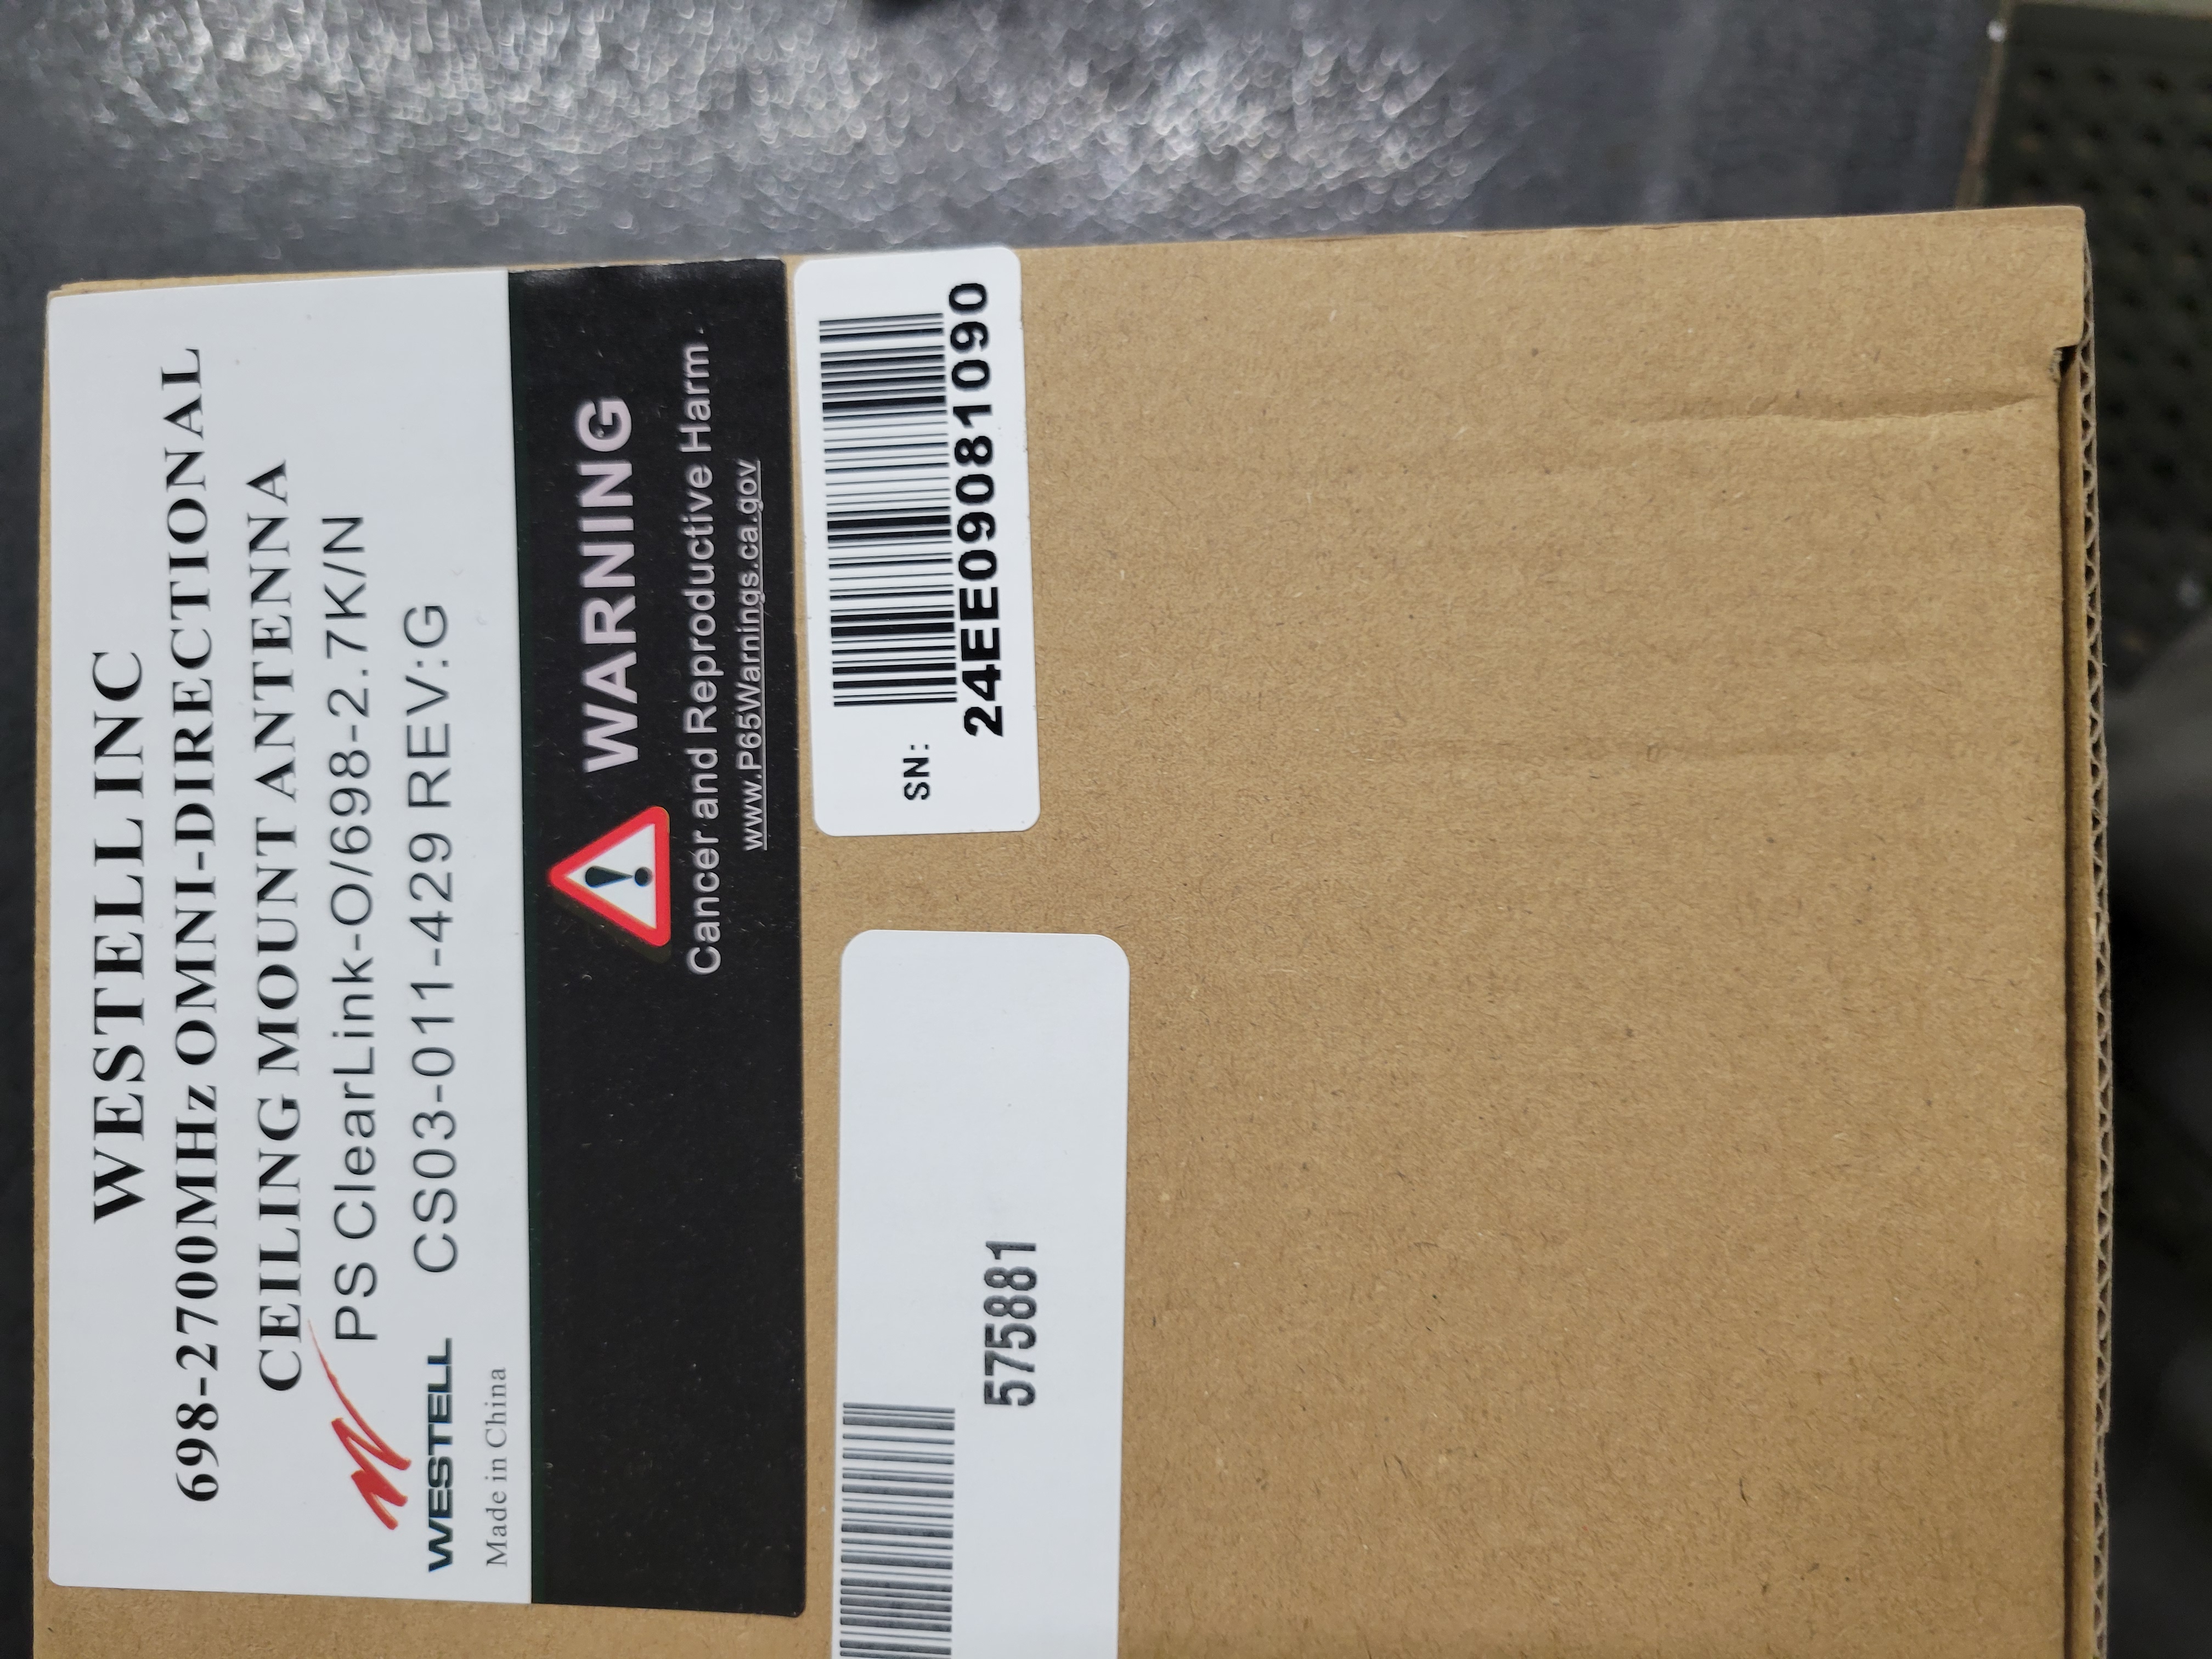 WESTELL INC
698-2700MHz OMNI-DIRECTIONAL
CEILING MOUNT ANTENNA
PS ClearLink-O/698-2.7K/N
CS03-011-429 REV:G
WESTELL
Made in China
WARNING
Cancer and Reproductive Harm
www.P65Warnings.ca.gov
SN:
24EE09081090
575881